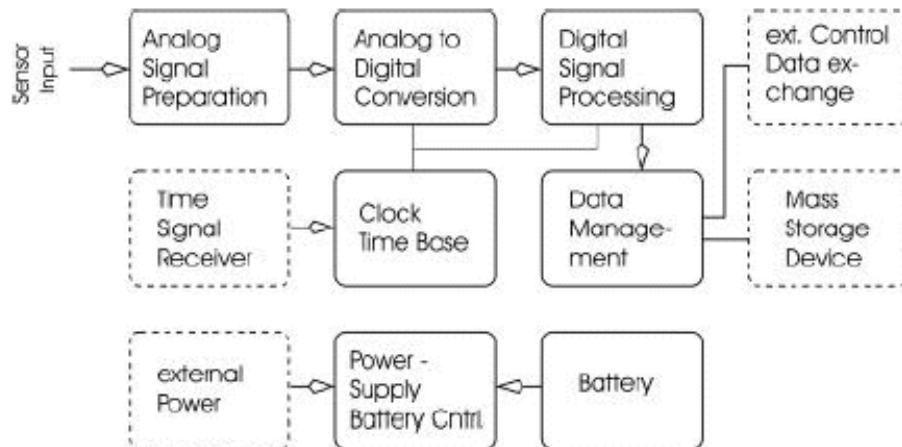 Sensor
Input
Analog
Signal
Preparation
Analog to
Digital
Conversion
Digital
Signal
Processing
ext. Control
Data ex-
change
Time
Signal
Receiver
Clock
Time Base
Data
Manage-
ment
Mass
Storage
Device
external
Power
Power -
Supply
Battery Cntrl.
Battery